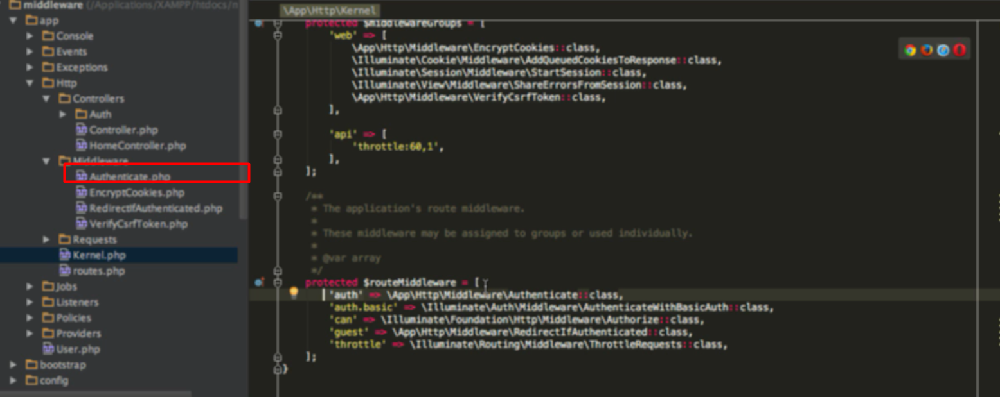 middleware (/Applications/XAMPP/htdocs/m
app
Console
Events
Exceptions
Http
Controllers
Auth
Controller.php
HomeController.php
Middleware
Authenticate.php
EncryptCookies.php
RedirectIfAuthenticated.php
VerifyCsrfToken.php
Requests
Kernel.php
routes.php
Jobs
Listeners
Policies
Providers
User.php
bootstrap
config
\App\Http\Kernel
protected $middlewareGroups = [
'web' => [
\App\Http\Middleware\EncryptCookies::class,
\Illuminate\Cookie\Middleware\AddQueuedCookiesToResponse::class,
\Illuminate\Session\Middleware\StartSession::class,
\Illuminate\View\Middleware\ShareErrorsFromSession::class,
\App\Http\Middleware\VerifyCsrfToken::class,
],
'api' => [
'throttle:60,1',
],
];
/**
* The application's route middleware.
*
* These middleware may be assigned to groups or used individually.
*
* @var array
*/
protected $routeMiddleware = [
'auth' => \App\Http\Middleware\Authenticate::class,
'auth.basic' => \Illuminate\Auth\Middleware\AuthenticateWithBasicAuth::class,
'can' => \Illuminate\Foundation\Http\Middleware\Authorize::class,
'guest' => \App\Http\Middleware\RedirectIfAuthenticated::class,
'throttle' => \Illuminate\Routing\Middleware\ThrottleRequests::class,
];
}